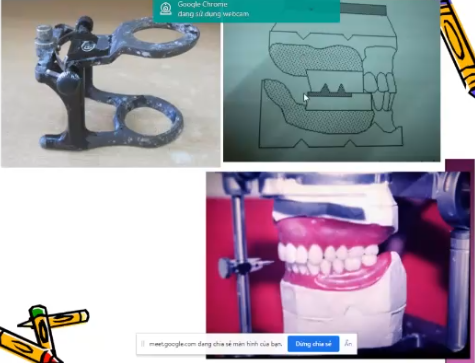 Google Chrome
đang sử dụng webcam
meet.google.com đang chia sẻ màn hình của bạn.
Dừng chia sẻ
Ẩn